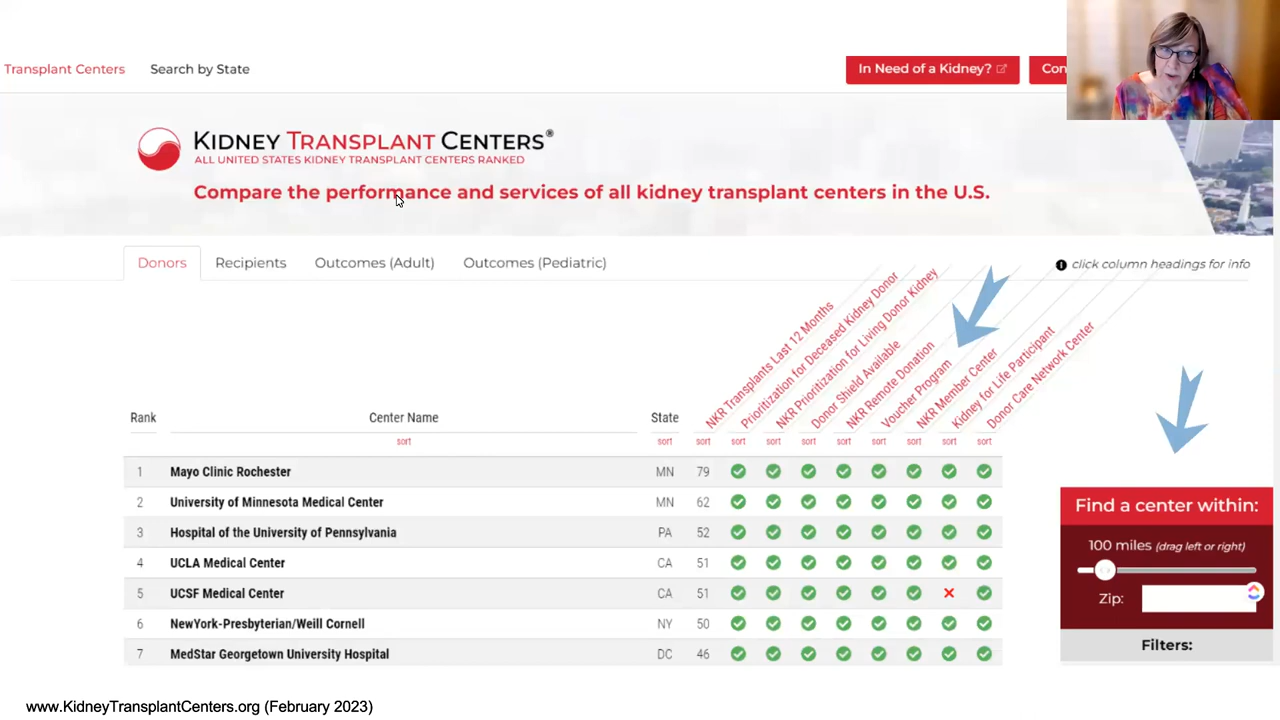 Transplant Centers Search by State In Need of a Kidney? Con
KIDNEY TRANSPLANT CENTERS®
ALL UNITED STATES KIDNEY TRANSPLANT CENTERS RANKED
Compare the performance and services of all kidney transplant centers in the U.S.
Donors Recipients Outcomes (Adult) Outcomes (Pediatric) click column headings for info
NKR Transplants Last 12 Months
Prioritization for Deceased Kidney Donor
NKR Prioritization for Living Donor Kidney
Donor Shield Available
NKR Remote Donation
Voucher Program
NKR Member Center
Kidney for Life Participant
Donor Care Network Center
Rank Center Name State
sort sort sort sort sort sort sort sort sort sort sort
1 Mayo Clinic Rochester MN 79
2 University of Minnesota Medical Center MN 62
3 Hospital of the University of Pennsylvania PA 52
4 UCLA Medical Center CA 51
5 UCSF Medical Center CA 51
6 NewYork-Presbyterian/Weill Cornell NY 50
7 MedStar Georgetown University Hospital DC 46
Find a center within:
100 miles (drag left or right)
Zip:
Filters:
www.KidneyTransplantCenters.org (February 2023)